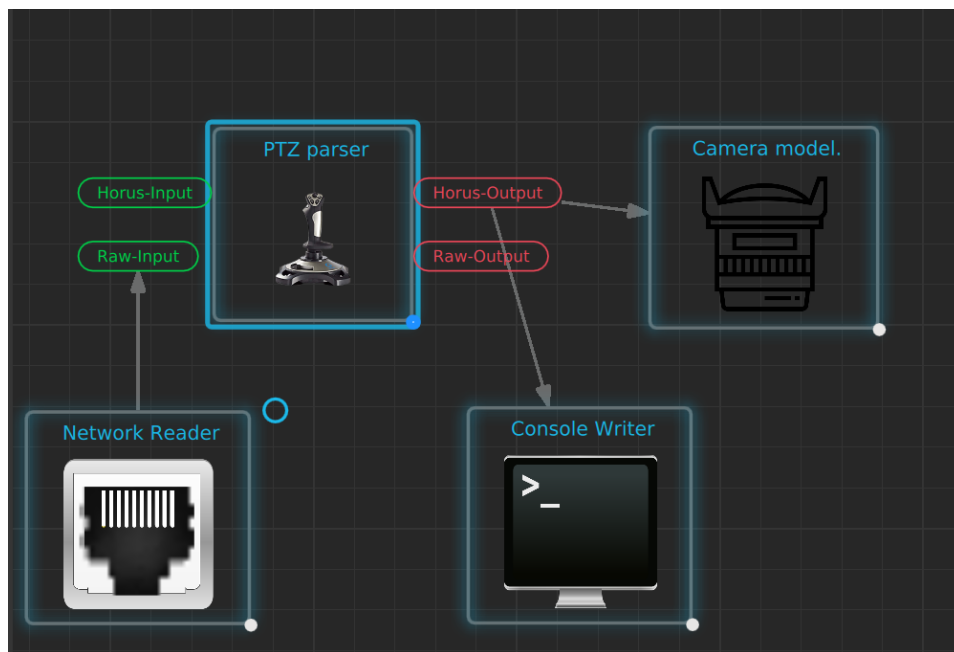 PTZ parser
Camera model.
Horus-Input
Horus-Output
Raw-Input
Raw-Output
Network Reader
Console Writer
>_